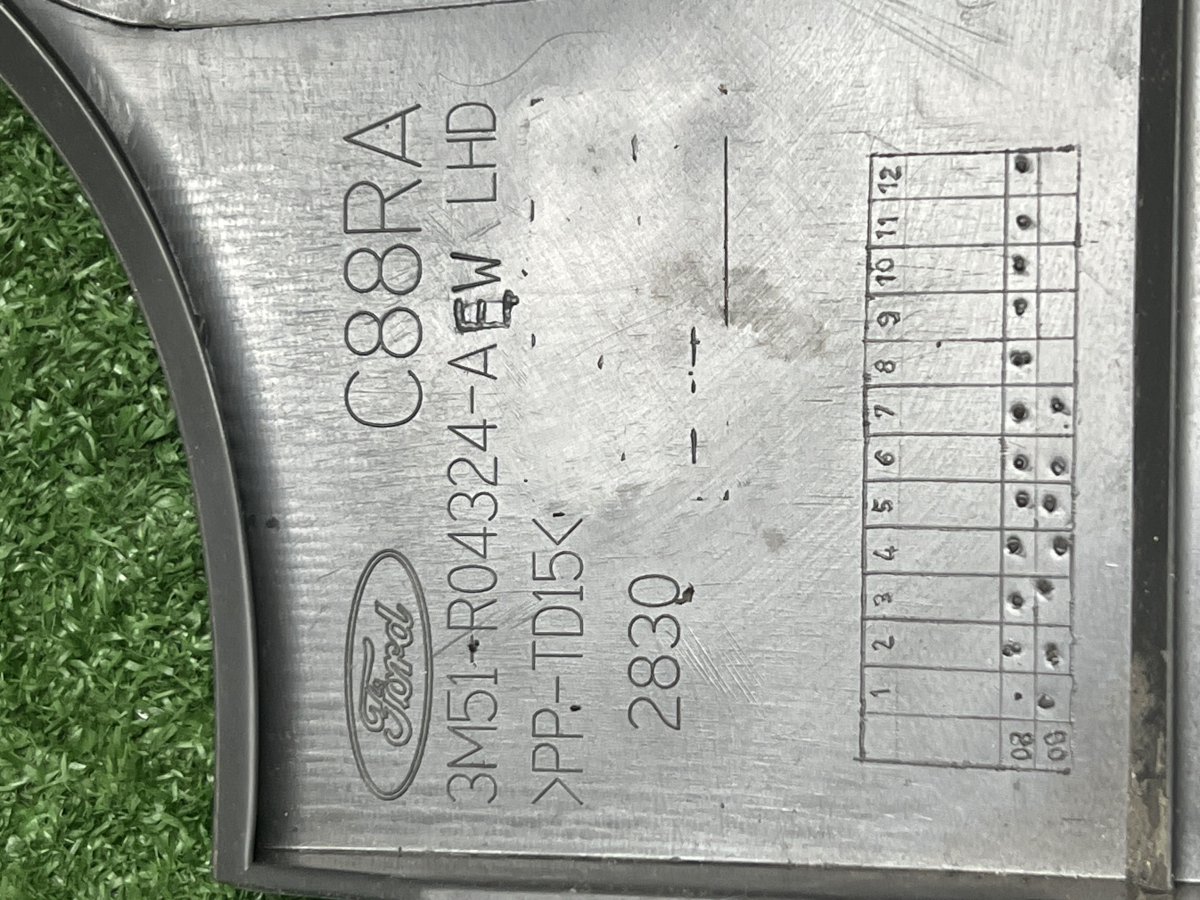 C88RA
Ford
3M51-R04324-AEW LHD
>PP-TD15<
2830
1 2 3 4 5 6 7 8 9 10 11 12
08
09